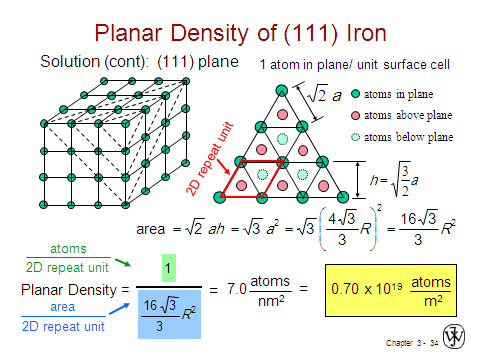 Planar Density of (111) Iron
Solution (cont): (111) plane
1 atom in plane/ unit surface cell
√2 a
atoms in plane
atoms above plane
atoms below plane
2D repeat unit
h = √(3/2) a
area = √2 ah = √3 a² = √3 (4√3/3 R)² = 16√3/3 R²
atoms
2D repeat unit
1
Planar Density = = 7.0 atoms/nm² = 0.70 x 10¹⁹ atoms/m²
area
2D repeat unit
16√3/3 R²
Chapter 3 - 34